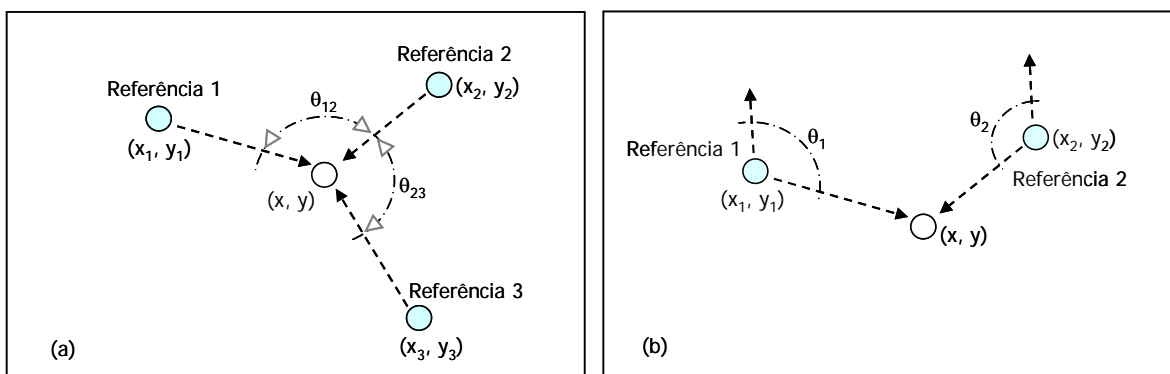 Referência 2
Referência 1
θ12
(x2, y2)
(x1, y1)
(x, y)
θ23
Referência 3
(a)
(x3, y3)
θ2
θ1
(x2, y2)
Referência 1
Referência 2
(x1, y1)
(x, y)
(b)